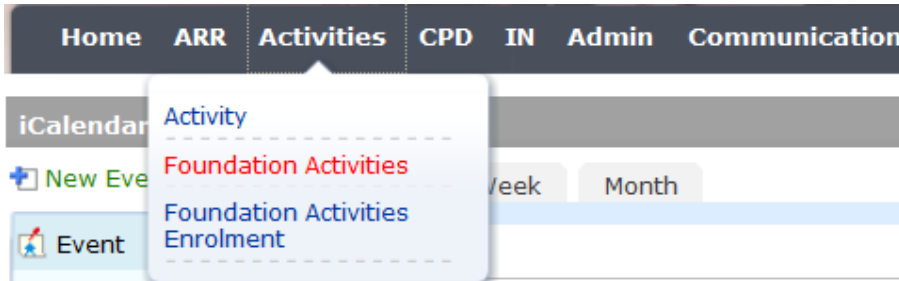 Home ARR Activities CPD IN Admin Communication
Activity
iCalendar
Foundation Activities
New Eve
Week Month
Foundation Activities
Enrolment
Event